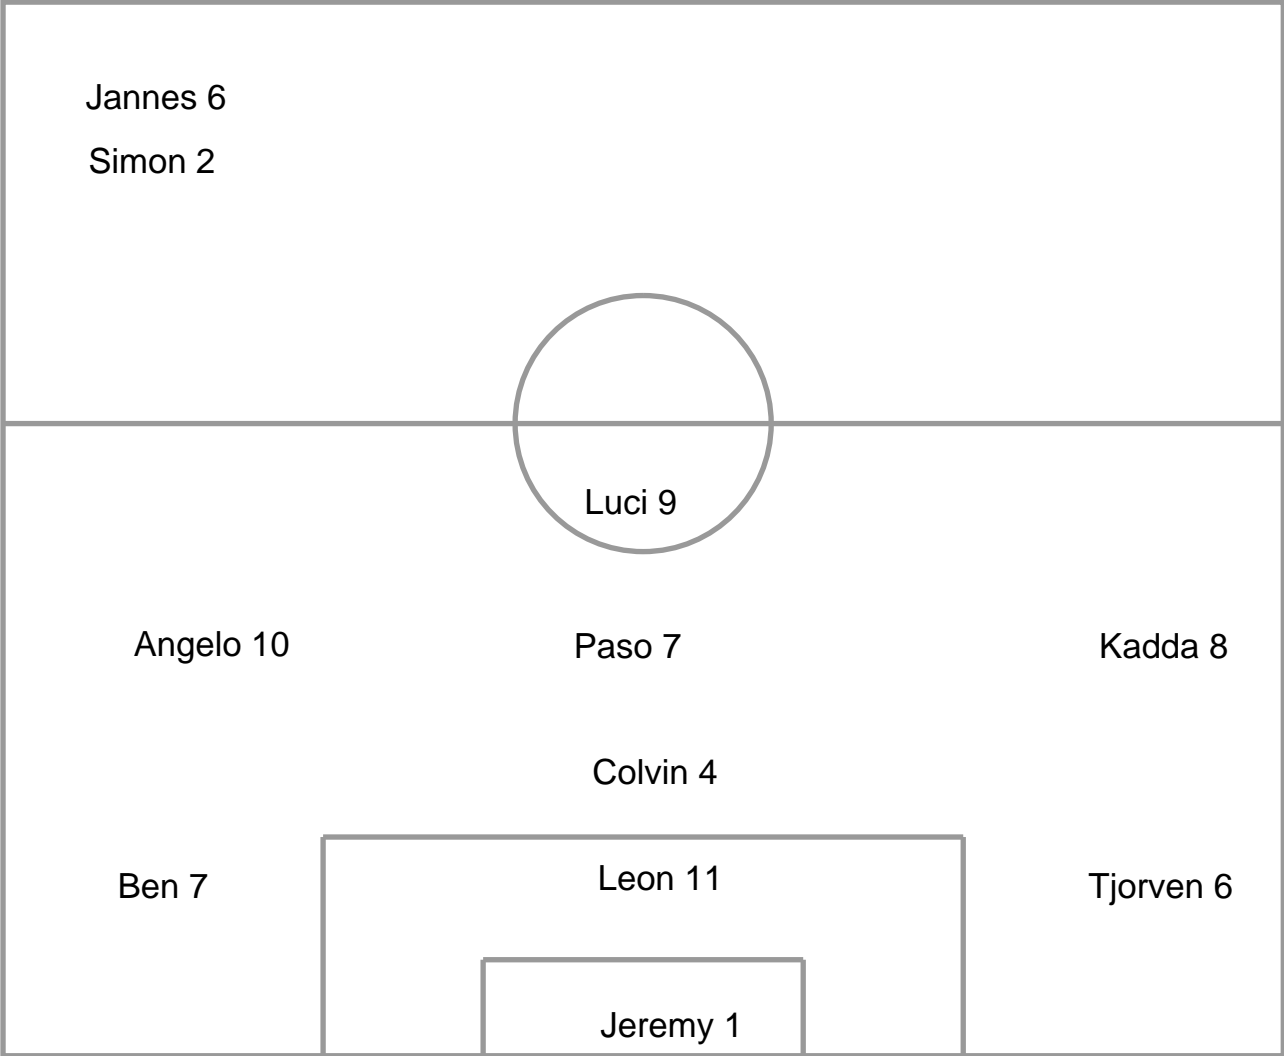 Jannes 6
Simon 2
Luci 9
Angelo 10
Paso 7
Kadda 8
Colvin 4
Ben 7
Leon 11
Tjorven 6
Jeremy 1